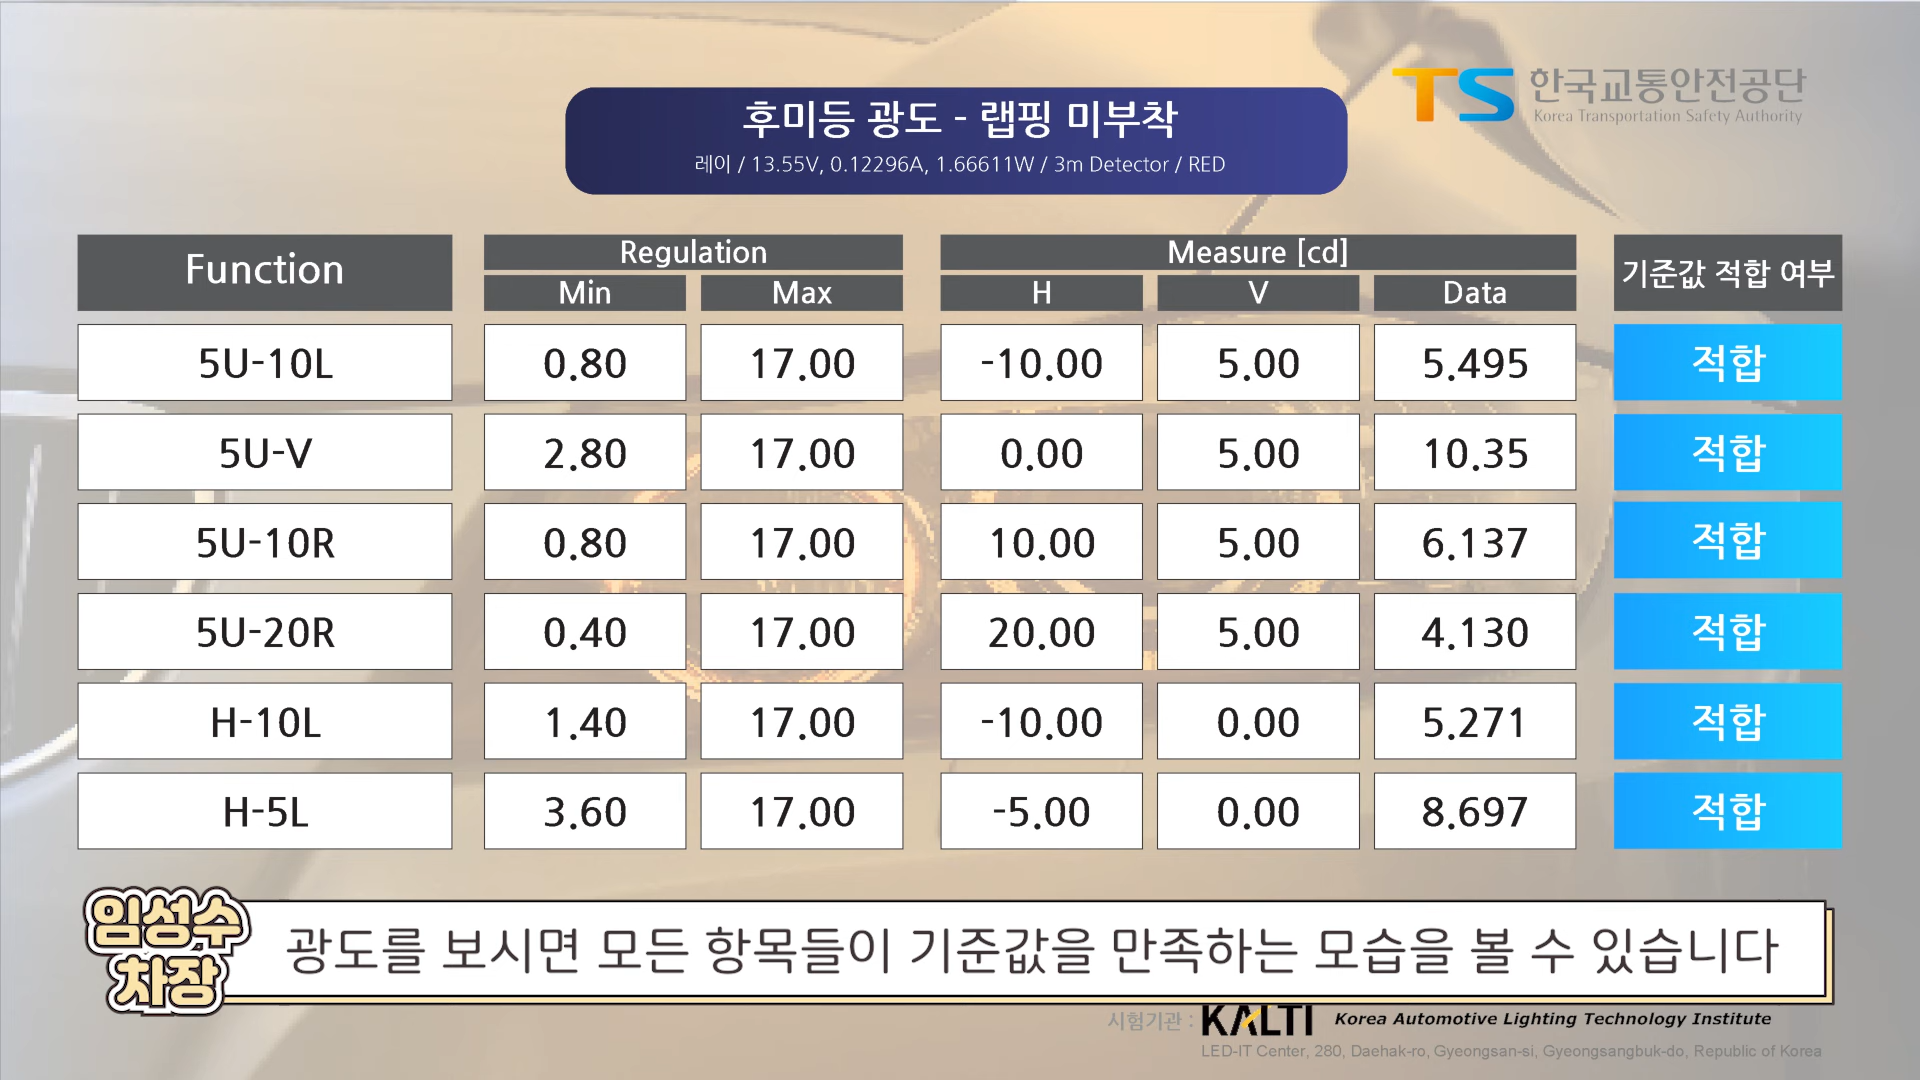 TS 한국교통안전공단
Korea Transportation Safety Authority
후미등 광도 - 랩핑 미부착
레이 / 13.55V, 0.12296A, 1.66611W / 3m Detector / RED
Function Regulation Measure [cd] 기준값 적합 여부
Min Max H V Data
5U-10L 0.80 17.00 -10.00 5.00 5.495 적합
5U-V 2.80 17.00 0.00 5.00 10.35 적합
5U-10R 0.80 17.00 10.00 5.00 6.137 적합
5U-20R 0.40 17.00 20.00 5.00 4.130 적합
H-10L 1.40 17.00 -10.00 0.00 5.271 적합
H-5L 3.60 17.00 -5.00 0.00 8.697 적합
임성수
차장
광도를 보시면 모든 항목들이 기준값을 만족하는 모습을 볼 수 있습니다
시험기관 : KALTI Korea Automotive Lighting Technology Institute
LED-IT Center, 280, Daehak-ro, Gyeongsan-si, Gyeongsangbuk-do, Republic of Korea